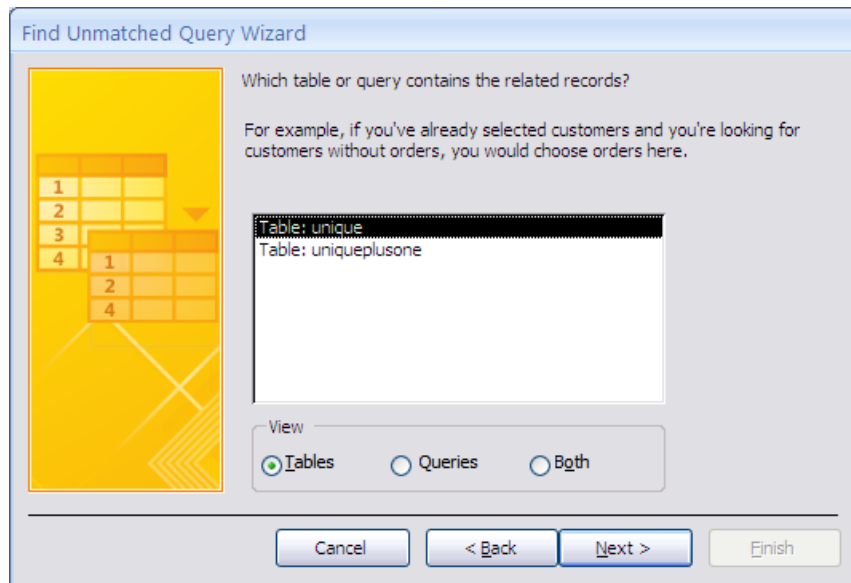 Find Unmatched Query Wizard
Which table or query contains the related records?
For example, if you've already selected customers and you're looking for
customers without orders, you would choose orders here.
1
2
3
4
1
2
4
Table: unique
Table: uniqueplusone
View
Tables
Queries
Both
Cancel
< Back
Next >
Finish